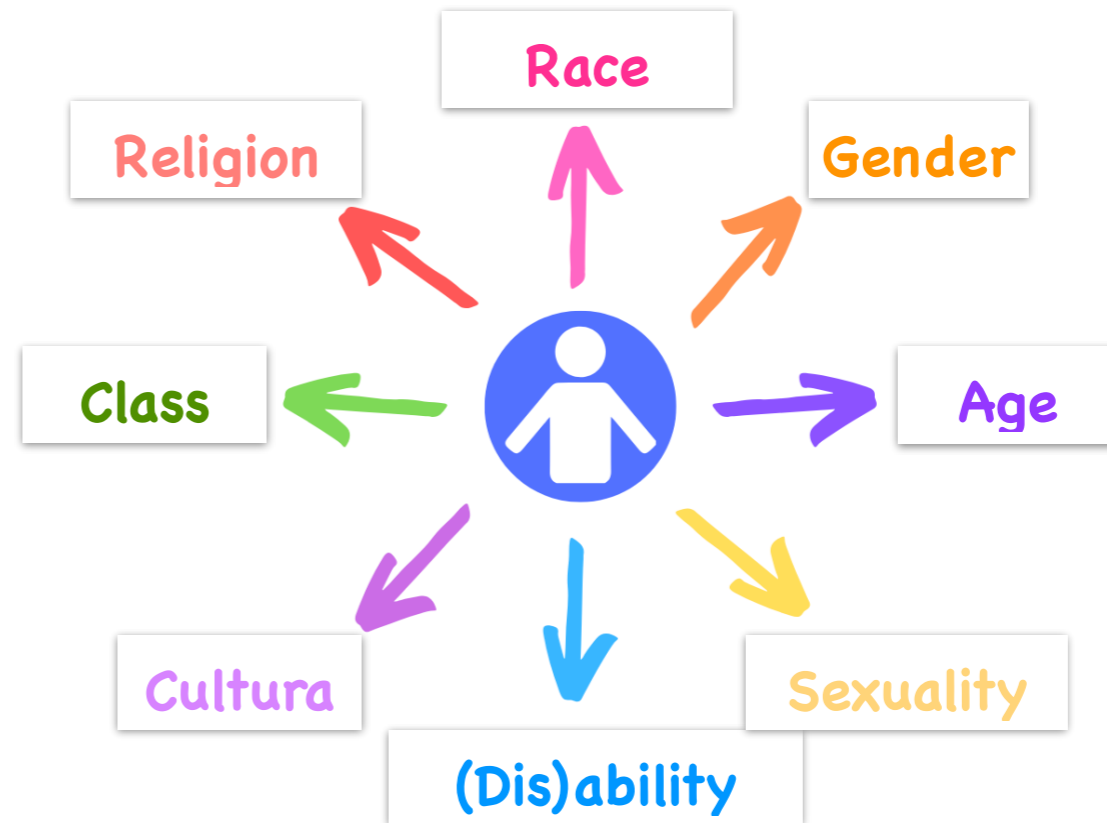 Race
Religion
Gender
Class
Age
Cultura
Sexuality
(Dis)ability